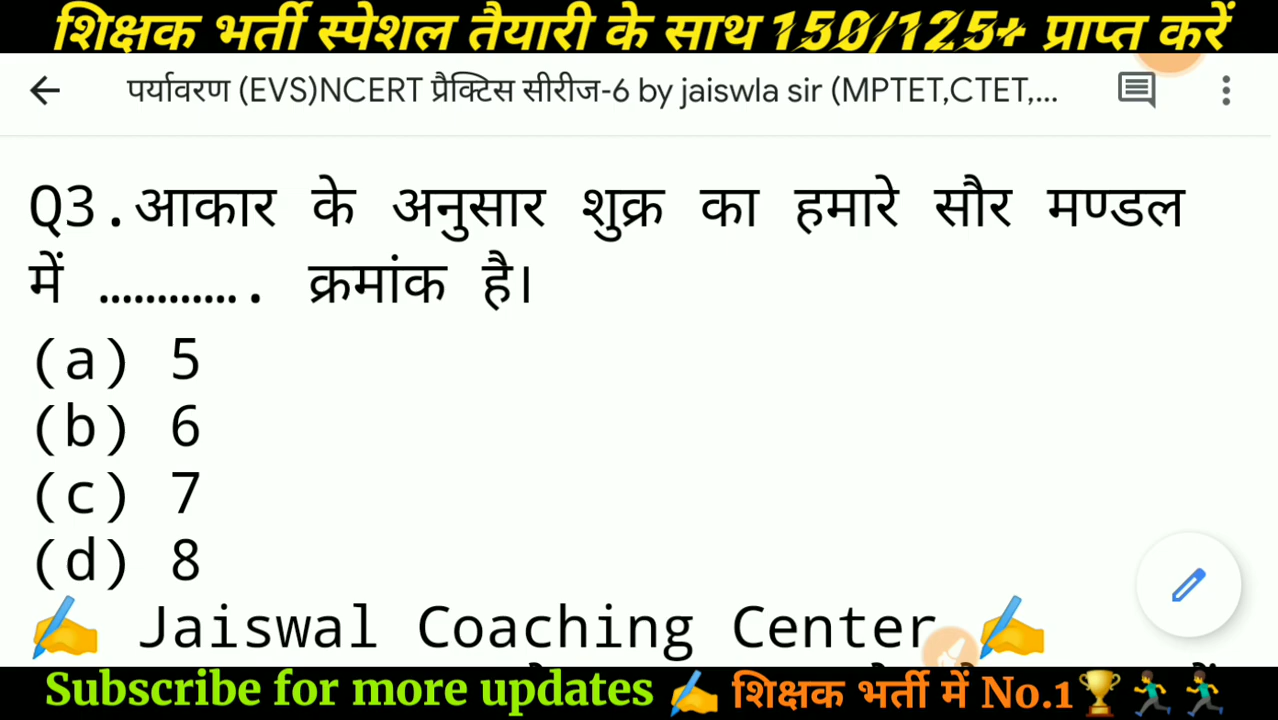 शिक्षक भर्ती स्पेशल तैयारी के साथ 150/125+ प्राप्त करें
पर्यावरण (EVS)NCERT प्रैक्टिस सीरीज-6 by jaiswla sir (MPTET,CTET,...
Q3.आकार के अनुसार शुक्र का हमारे सौर मण्डल
में …………. क्रमांक है।
(a) 5
(b) 6
(c) 7
(d) 8
✍️ Jaiswal Coaching Center ✍️
Subscribe for more updates ✍️ शिक्षक भर्ती में No.1🏆🏃‍♂️🏃‍♂️